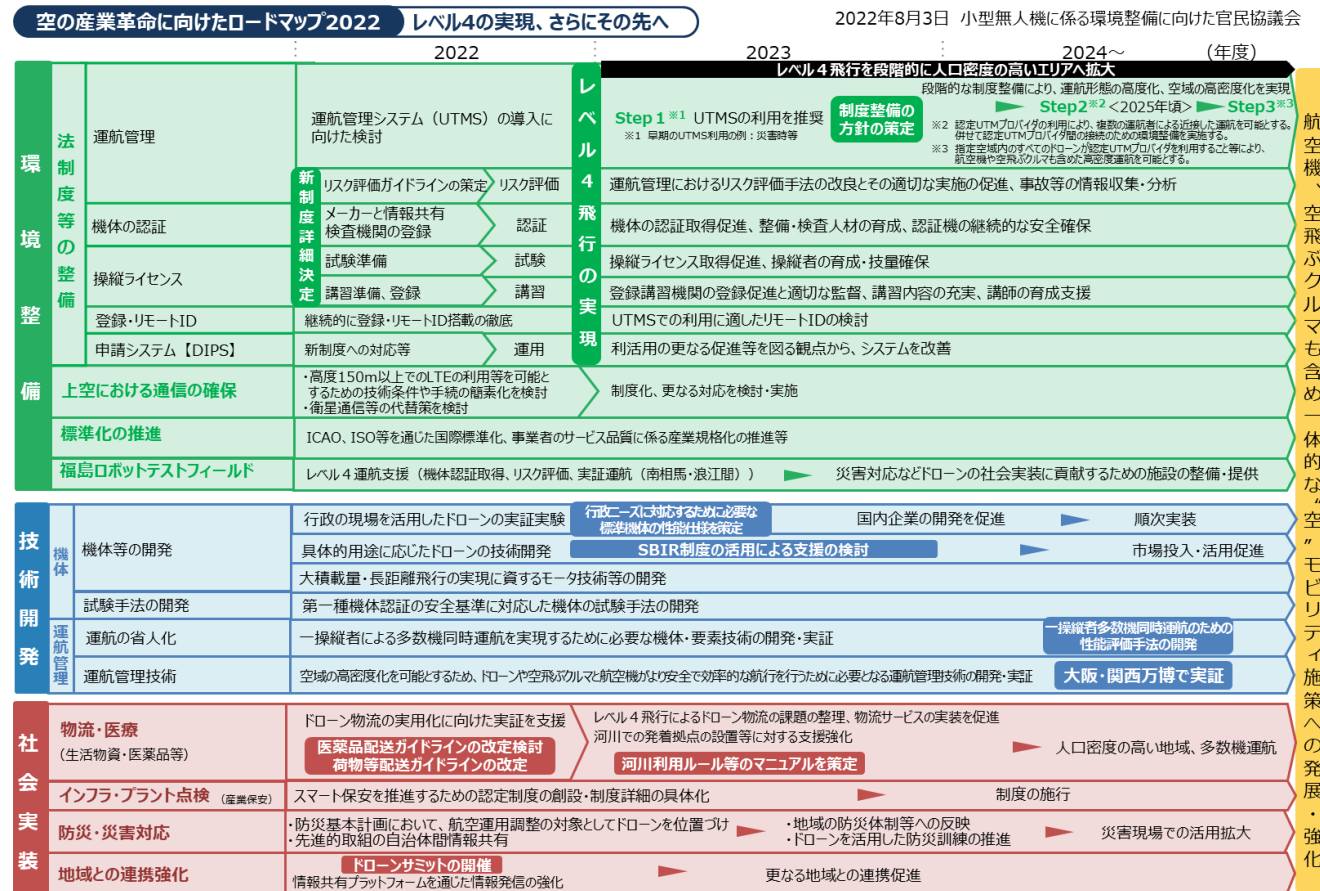 空の産業革命に向けたロードマップ2022
レベル4の実現、さらにその先へ
2022年8月3日 小型無人機に係る環境整備に向けた官民協議会
2022
2023
2024～
(年度)
環境整備
法制度等の整備
レベル4飛行の実現
レベル4飛行を段階的に人口密度の高いエリアへ拡大
運航管理
運航管理システム（UTMS）の導入に
向けた検討
Step1※1 UTMSの利用を推奨
※1 早期のUTMS利用の例：災害時等
制度整備の
方針の策定
段階的な制度整備により、運航形態の高度化、空域の高密度化を実現
Step2※2 <2025年頃>
Step3※3
※2 認定UTMプロバイダの利用により、複数の運航者による近接した運航を可能とする。
併せて認定UTMプロバイダ間の接続のための環境整備を実施する。
※3 指定空域内のすべてのドローンが認定UTMプロバイダを利用すること等により、
航空機や空飛ぶクルマも含めた高密度運航を可能とする。
新制度詳細決定
リスク評価ガイドラインの策定
リスク評価
運航管理におけるリスク評価手法の改良とその適切な実施の促進、事故等の情報収集・分析
機体の認証
メーカーと情報共有
検査機関の登録
認証
機体の認証取得促進、整備・検査人材の育成、認証機の継続的な安全確保
操縦ライセンス
試験準備
試験
操縦ライセンス取得促進、操縦者の育成・技量確保
講習準備、登録
講習
登録講習機関の登録促進と適切な監督、講習内容の充実、講師の育成支援
登録・リモートID
継続的に登録・リモートID搭載の徹底
UTMSでの利用に適したリモートIDの検討
申請システム【DIPS】
新制度への対応等
運用
利活用の更なる促進等を図る観点から、システムを改善
上空における通信の確保
・高度150m以上でのLTEの利用等を可能と
するための技術条件や手続の簡素化を検討
・衛星通信等の代替策を検討
制度化、更なる対応を検討・実施
標準化の推進
ICAO、ISO等を通じた国際標準化、事業者のサービス品質に係る産業規格化の推進等
福島ロボットテストフィールド
レベル4運航支援（機体認証取得、リスク評価、実証運航（南相馬・浪江間））
災害対応などドローンの社会実装に貢献するための施設の整備・提供
技術開発
機体
機体等の開発
行政の現場を活用したドローンの実証実験
行政ニーズに対応するために必要な
標準機体の性能仕様を策定
国内企業の開発を促進
順次実装
具体的用途に応じたドローンの技術開発
SBIR制度の活用による支援の検討
市場投入・活用促進
大積載量・長距離飛行の実現に資するモータ技術等の開発
試験手法の開発
第一種機体認証の安全基準に対応した機体の試験手法の開発
運航管理
運航の省人化
一操縦者による多数機同時運航を実現するために必要な機体・要素技術の開発・実証
一操縦者多数機同時運航のための
性能評価手法の開発
運航管理技術
空域の高密度化を可能とするため、ドローンや空飛ぶクルマと航空機がより安全で効率的な航行を行うために必要となる運航管理技術の開発・実証
大阪・関西万博で実証
社会実装
物流・医療
（生活物資・医薬品等）
ドローン物流の実用化に向けた実証を支援
医薬品配送ガイドラインの改定検討
荷物等配送ガイドラインの改定
レベル4飛行によるドローン物流の課題の整理、物流サービスの実装を促進
河川での発着拠点の設置等に対する支援強化
河川利用ルール等のマニュアルを策定
人口密度の高い地域、多数機運航
インフラ・プラント点検（産業保安）
スマート保安を推進するための認定制度の創設・制度詳細の具体化
制度の施行
防災・災害対応
・防災基本計画において、航空運用調整の対象としてドローンを位置づけ
・先進的取組の自治体間情報共有
・地域の防災体制等への反映
・ドローンを活用した防災訓練の推進
災害現場での活用拡大
地域との連携強化
ドローンサミットの開催
情報共有プラットフォームを通じた情報発信の強化
更なる地域との連携促進
航空機、空飛ぶクルマも含め一体的な“空”モビリティ施策への発展・強化